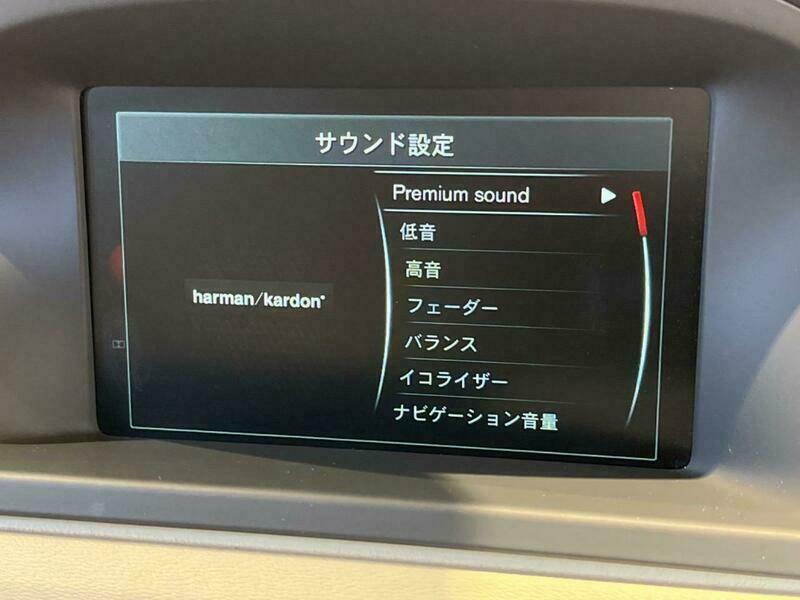 サウンド設定
Premium sound
低音
高音
harman/kardon®
フェーダー
バランス
イコライザー
ナビゲーション音量